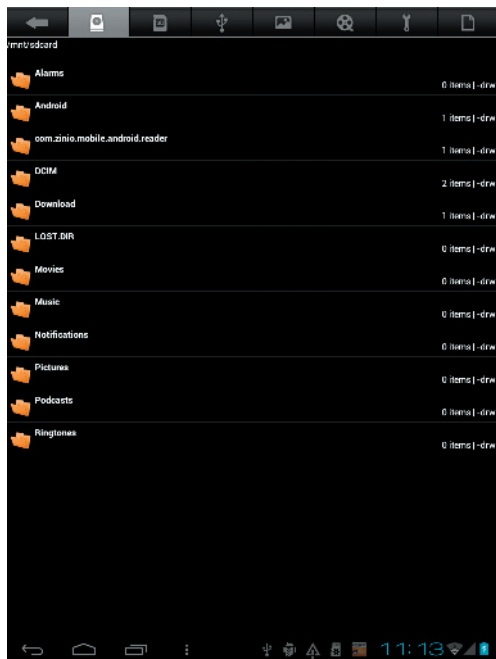 /mnt/sdcard
Alarms
0 items | -drw
Android
1 items | -drw
com.zinio.mobile.android.reader
1 items | -drw
DCIM
2 items | -drw
Download
1 items | -drw
LOST.DIR
0 items | -drw
Movies
0 items | -drw
Music
0 items | -drw
Notifications
0 items | -drw
Pictures
0 items | -drw
Podcasts
0 items | -drw
Ringtones
0 items | -drw
11:13